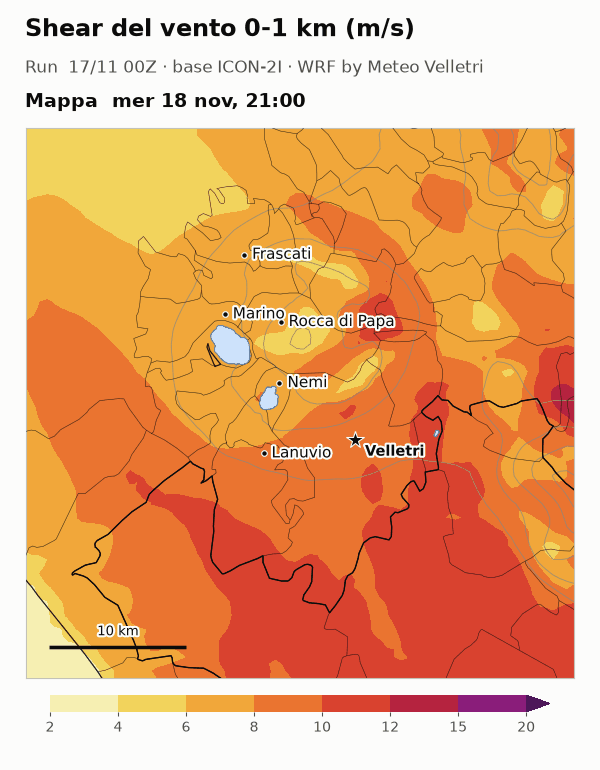 Shear del vento 0-1 km (m/s)
Run  17/11 00Z · base ICON-2I · WRF by Meteo Velletri
Mappa  mer 18 nov, 21:00
Frascati
Marino
Rocca di Papa
Nemi
Velletri
Lanuvio
10 km
2 4 6 8 10 12 15 20